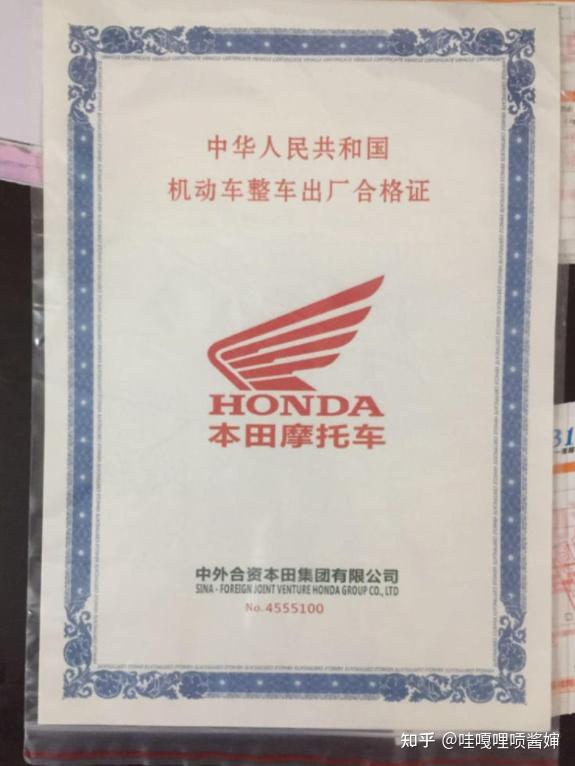 中华人民共和国
机动车整车出厂合格证
HONDA
本田摩托车
中外合资本田集团有限公司
SINA - FOREIGN JOINT VENTURE HONDA GROUP CO., LTD
No.4555100
31
知乎 @哇嘎哩喷酱婶